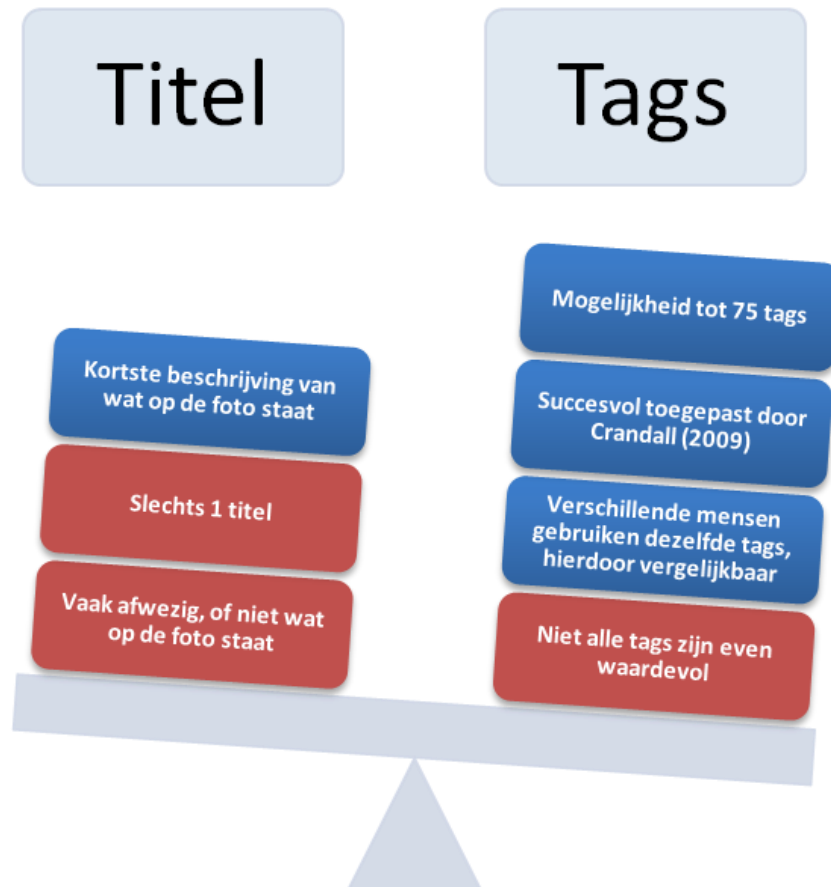 Titel
Tags
Kortste beschrijving van
wat op de foto staat
Slechts 1 titel
Vaak afwezig, of niet wat
op de foto staat
Mogelijkheid tot 75 tags
Succesvol toegepast door
Crandall (2009)
Verschillende mensen
gebruiken dezelfde tags,
hierdoor vergelijkbaar
Niet alle tags zijn even
waardevol